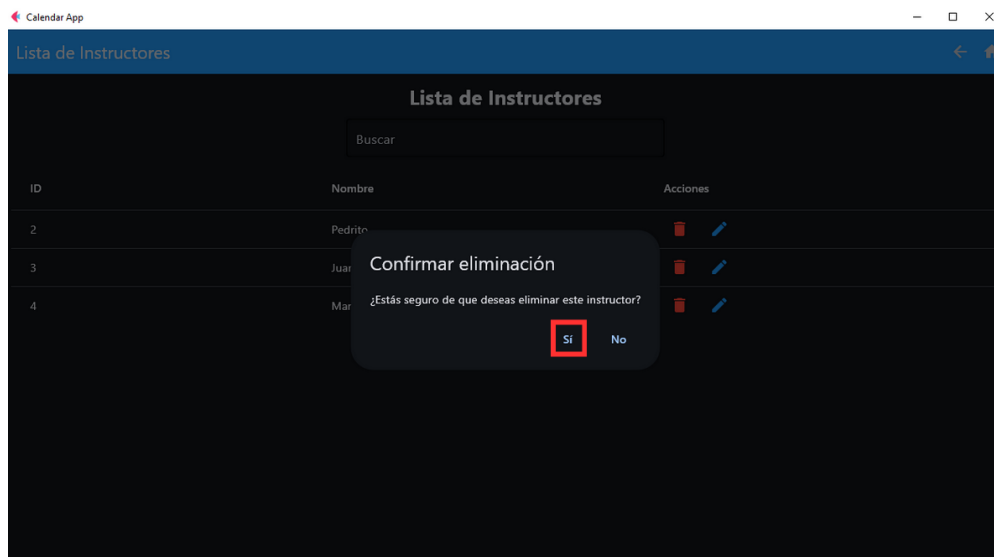 Calendar App
Lista de Instructores
Lista de Instructores
Buscar
ID Nombre Acciones
2 Pedrito
3
4
Confirmar eliminación
¿Estás seguro de que deseas eliminar este instructor?
Sí No